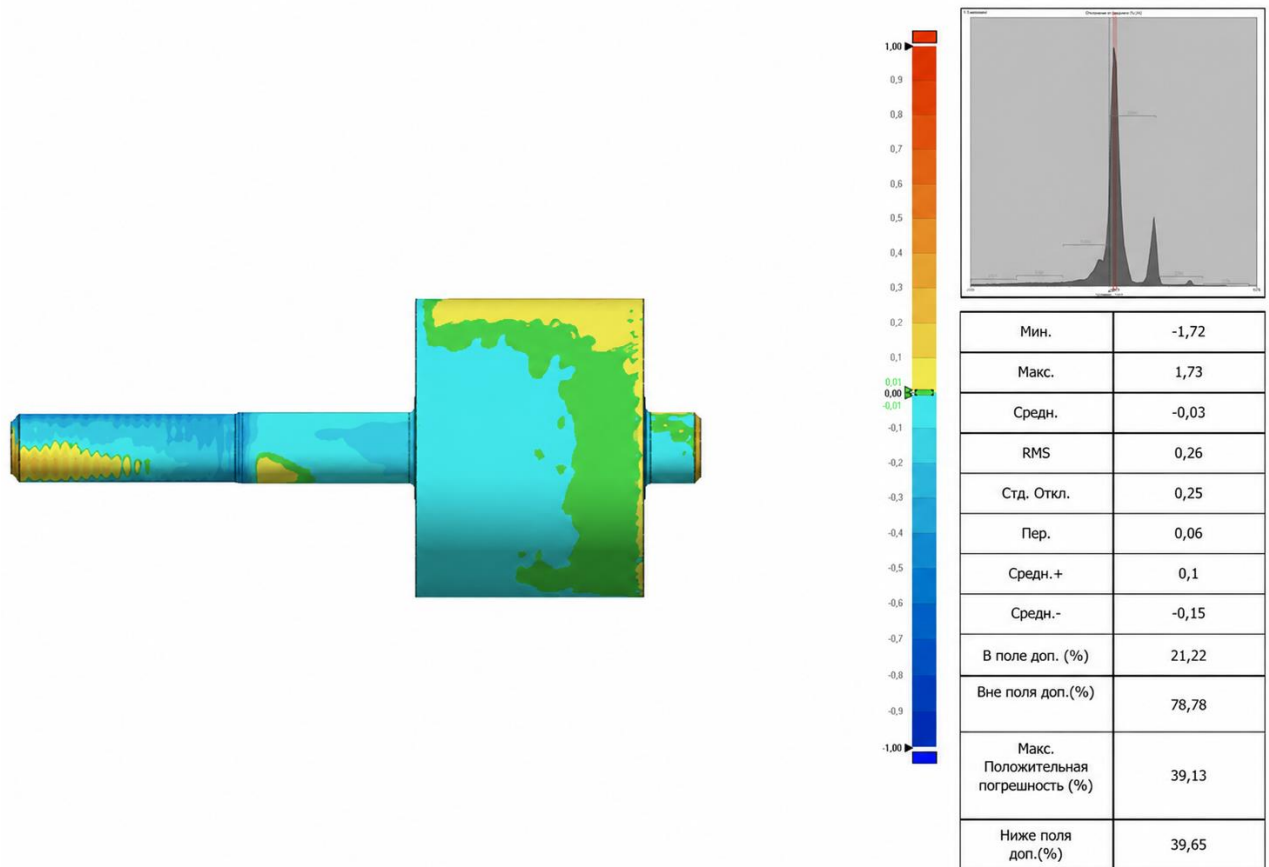 1,00
0,9
0,8
0,7
0,6
0,5
0,4
0,3
0,2
0,1
0,01
0,00
-0,01
-0,1
-0,2
-0,3
-0,4
-0,5
-0,6
-0,7
-0,8
-0,9
-1,00
Мин. -1,72
Макс. 1,73
Средн. -0,03
RMS 0,26
Стд. Откл. 0,25
Пер. 0,06
Средн.+ 0,1
Средн.- -0,15
В поле доп. (%) 21,22
Вне поля доп.(%) 78,78
Макс.
Положительная
погрешность (%) 39,13
Ниже поля
доп.(%) 39,65